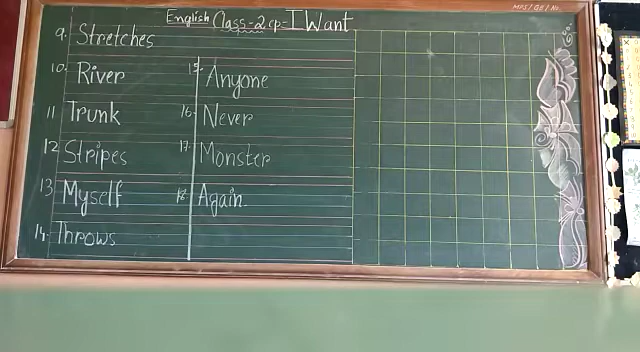 English Class-2 cp-I Want
9. Stretches
10. River
11 Trunk
12 Stripes
13 Myself
14. Throws
15. Anyone
16. Never
17. Monster
18. Again